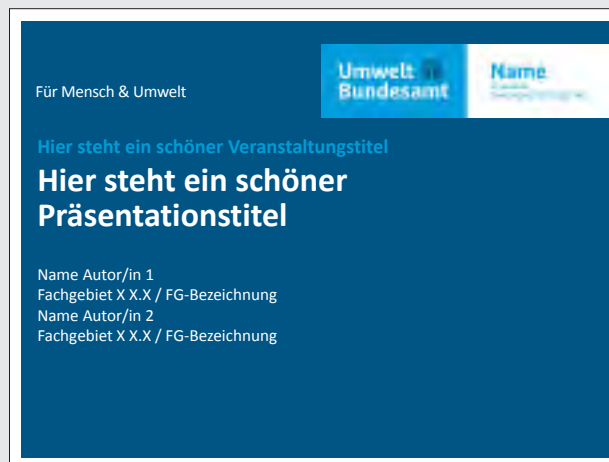 Umwelt
Bundesamt
Name
Für Mensch & Umwelt
Hier steht ein schöner Veranstaltungstitel
Hier steht ein schöner
Präsentationstitel
Name Autor/in 1
Fachgebiet X X.X / FG-Bezeichnung
Name Autor/in 2
Fachgebiet X X.X / FG-Bezeichnung